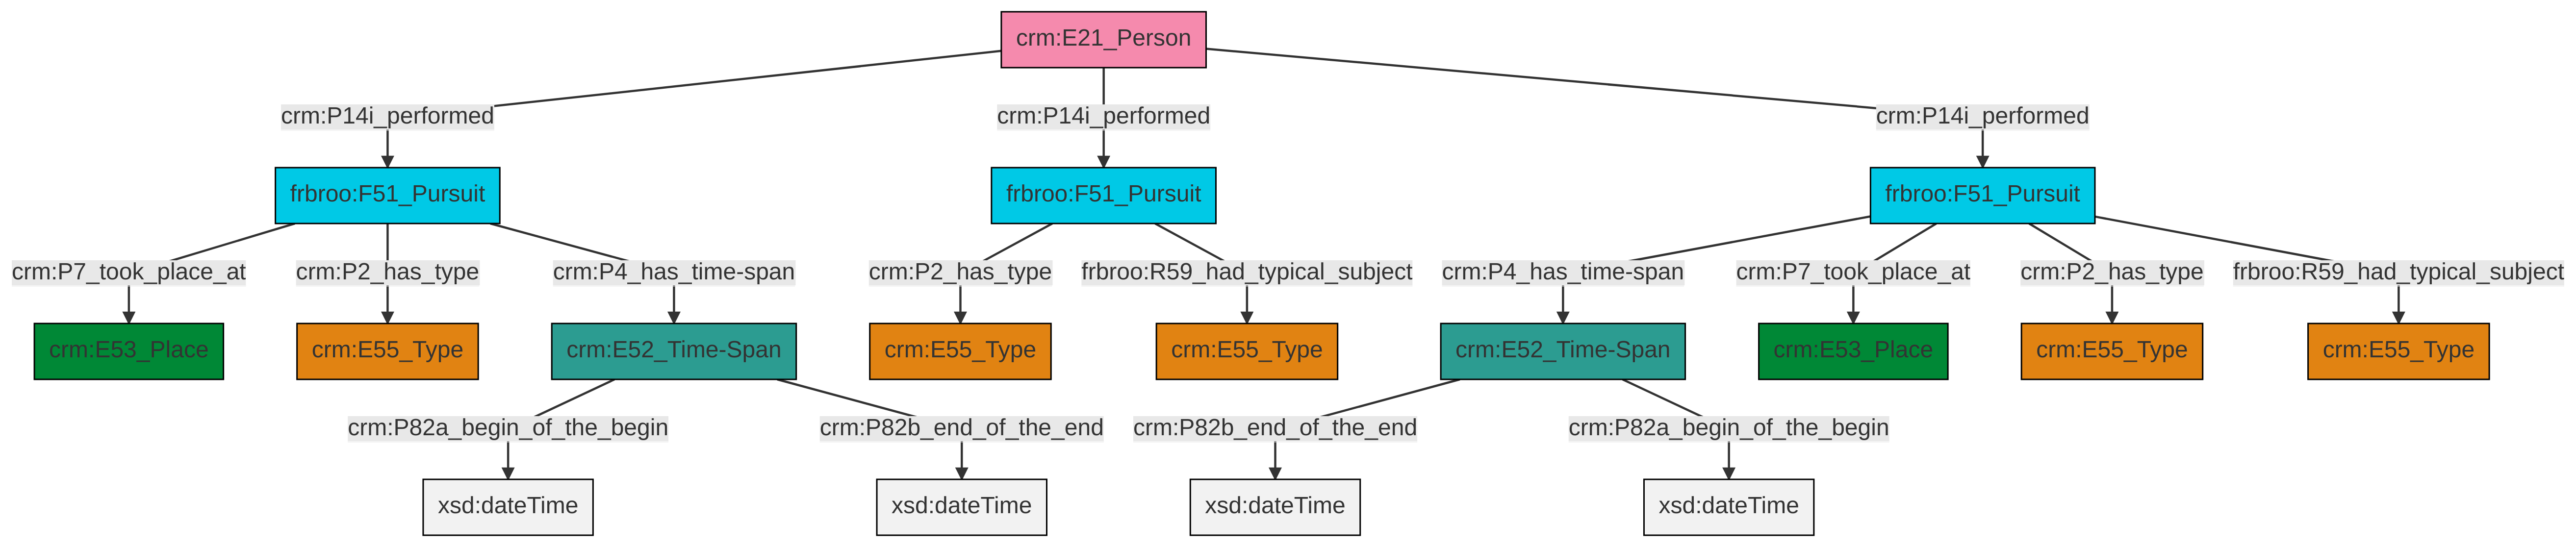 crm:E21_Person
crm:P14i_performed crm:P14i_performed crm:P14i_performed
frbroo:F51_Pursuit frbroo:F51_Pursuit frbroo:F51_Pursuit
crm:P7_took_place_at crm:P2_has_type crm:P4_has_time-span crm:P2_has_type frbroo:R59_had_typical_subject crm:P4_has_time-span crm:P7_took_place_at crm:P2_has_type frbroo:R59_had_typical_subject
crm:E53_Place crm:E55_Type crm:E52_Time-Span crm:E55_Type crm:E55_Type crm:E52_Time-Span crm:E53_Place crm:E55_Type crm:E55_Type
crm:P82a_begin_of_the_begin crm:P82b_end_of_the_end crm:P82b_end_of_the_end crm:P82a_begin_of_the_begin
xsd:dateTime xsd:dateTime xsd:dateTime xsd:dateTime